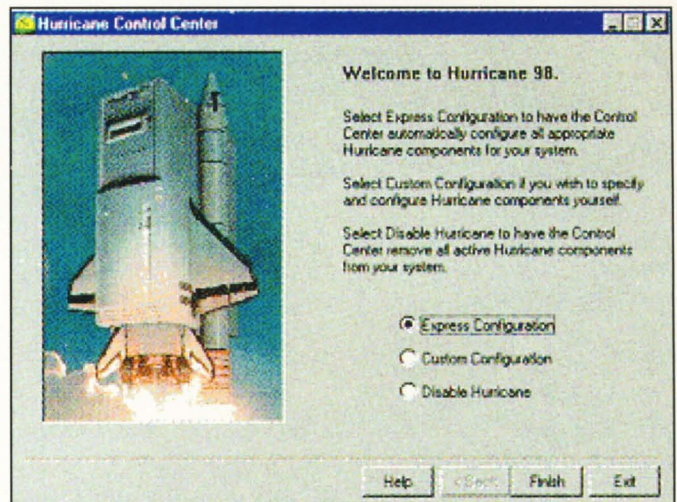 Hurricane Control Center
Welcome to Hurricane 98.
Select Express Configuration to have the Control
Center automatically configure all appropriate
Hurricane components for your system.
Select Custom Configuration if you wish to specify
and configure Hurricane components yourself.
Select Disable Hurricane to have the Control
Center remove all active Hurricane components
from your system.
Express Configuration
Custom Configuration
Disable Hurricane
Help
< Back
Finish
Exit